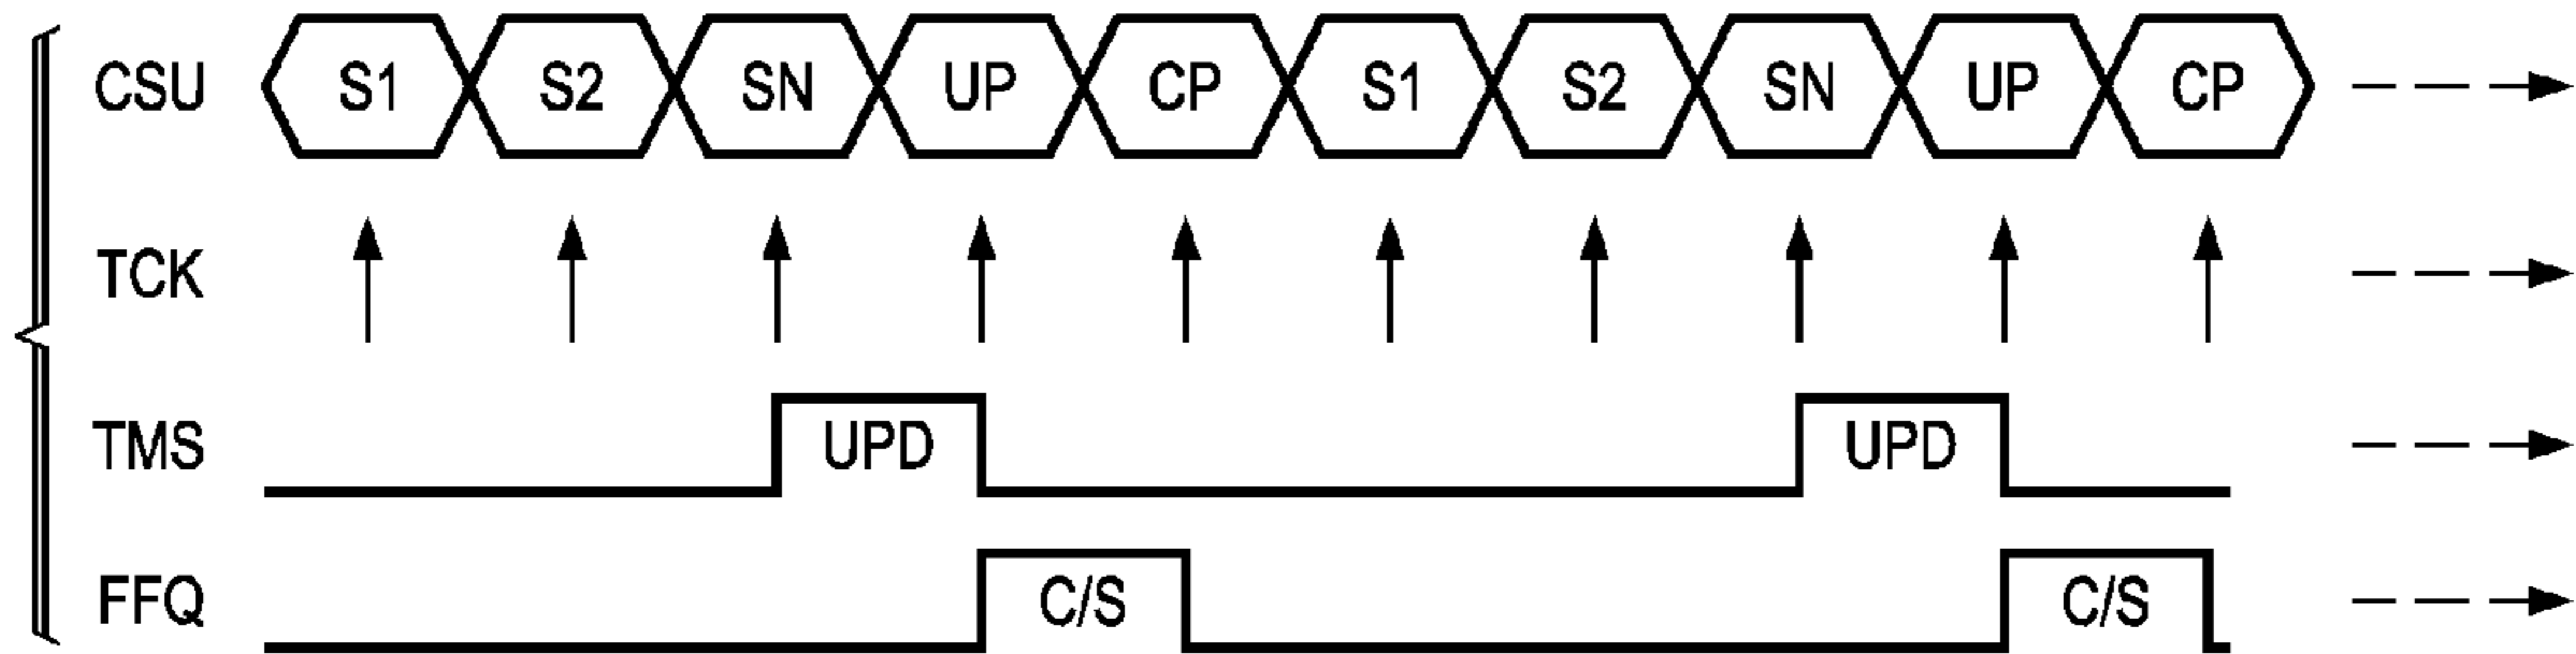 CSU S1 S2 SN UP CP S1 S2 SN UP CP
TCK
TMS UPD UPD
FFQ C/S C/S